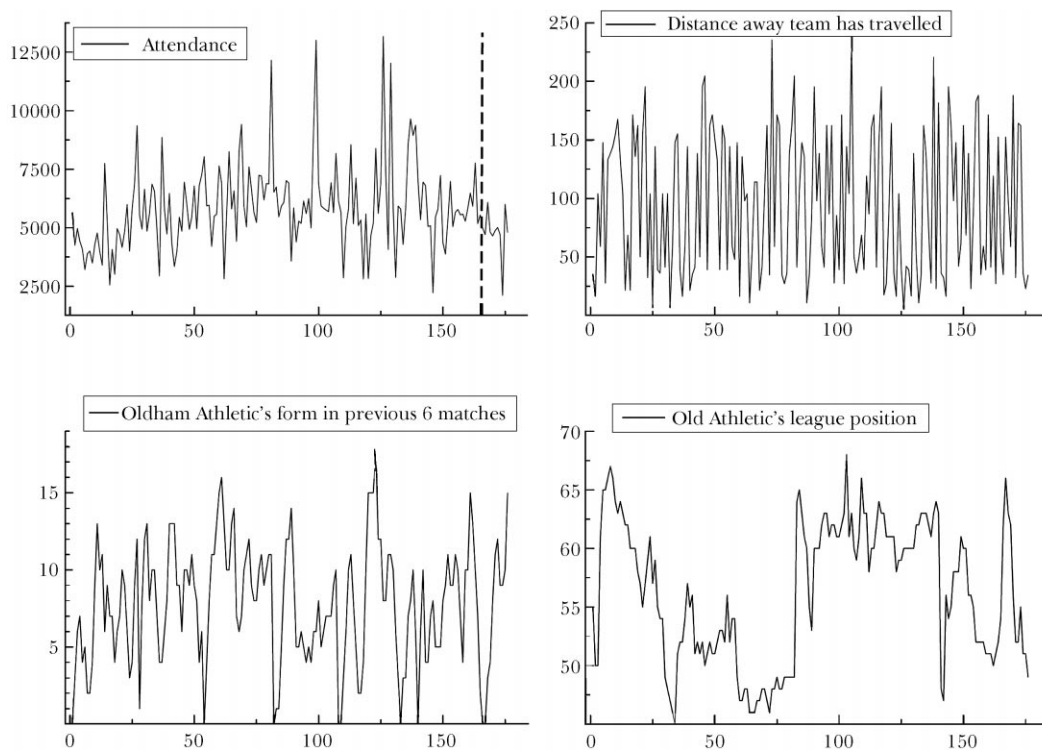 Attendance
12500
10000
7500
5000
2500
0 50 100 150
Distance away team has travelled
250
200
150
100
50
0 50 100 150
Oldham Athletic's form in previous 6 matches
15
10
5
0 50 100 150
Old Athletic's league position
70
65
60
55
50
0 50 100 150